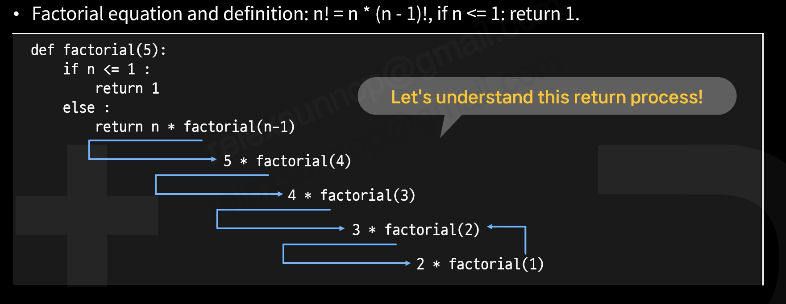 • Factorial equation and definition: n! = n * (n - 1)!, if n <= 1: return 1.
def factorial(5):
    if n <= 1 :
        return 1
    else :
        return n * factorial(n-1)
Let's understand this return process!
5 * factorial(4)
4 * factorial(3)
3 * factorial(2)
2 * factorial(1)